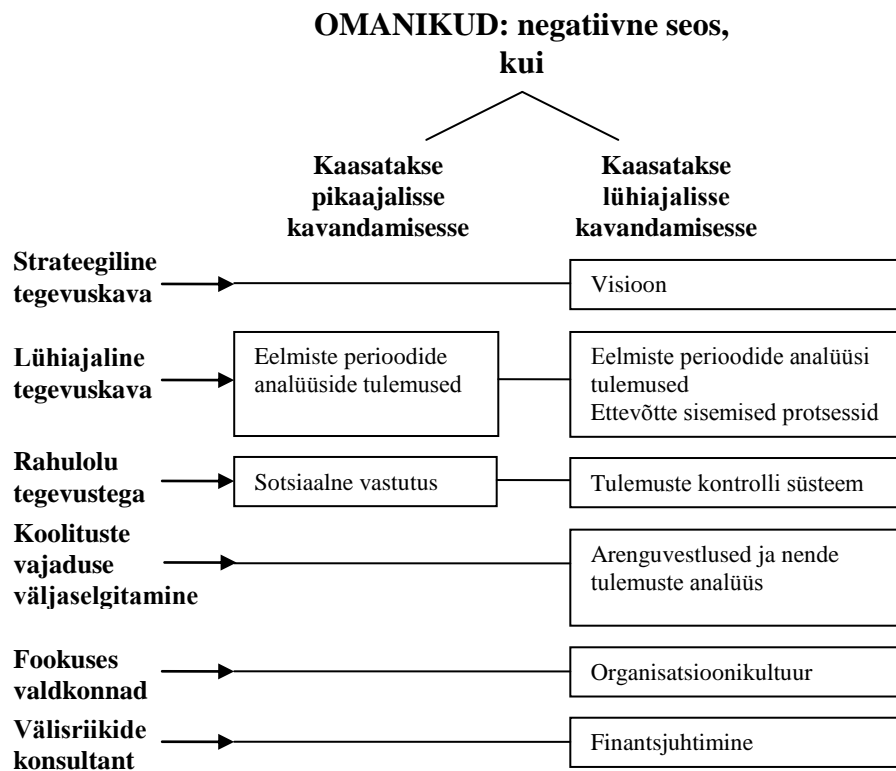 OMANIKUD: negatiivne seos,
kui
Kaasatakse
pikaajalisse
kavandamisesse
Kaasatakse
lühiajalisse
kavandamisesse
Strateegiline
tegevuskava
Visioon
Lühiajaline
tegevuskava
Eelmiste perioodide
analüüside tulemused
Eelmiste perioodide analüüsi
tulemused
Ettevõtte sisemised protsessid
Rahulolu
tegevustega
Sotsiaalne vastutus
Tulemuste kontrolli süsteem
Koolituste
vajaduse
väljaselgitamine
Arenguvestlused ja nende
tulemuste analüüs
Fookuses
valdkonnad
Organisatsioonikultuur
Välisriikide
konsultant
Finantsjuhtimine